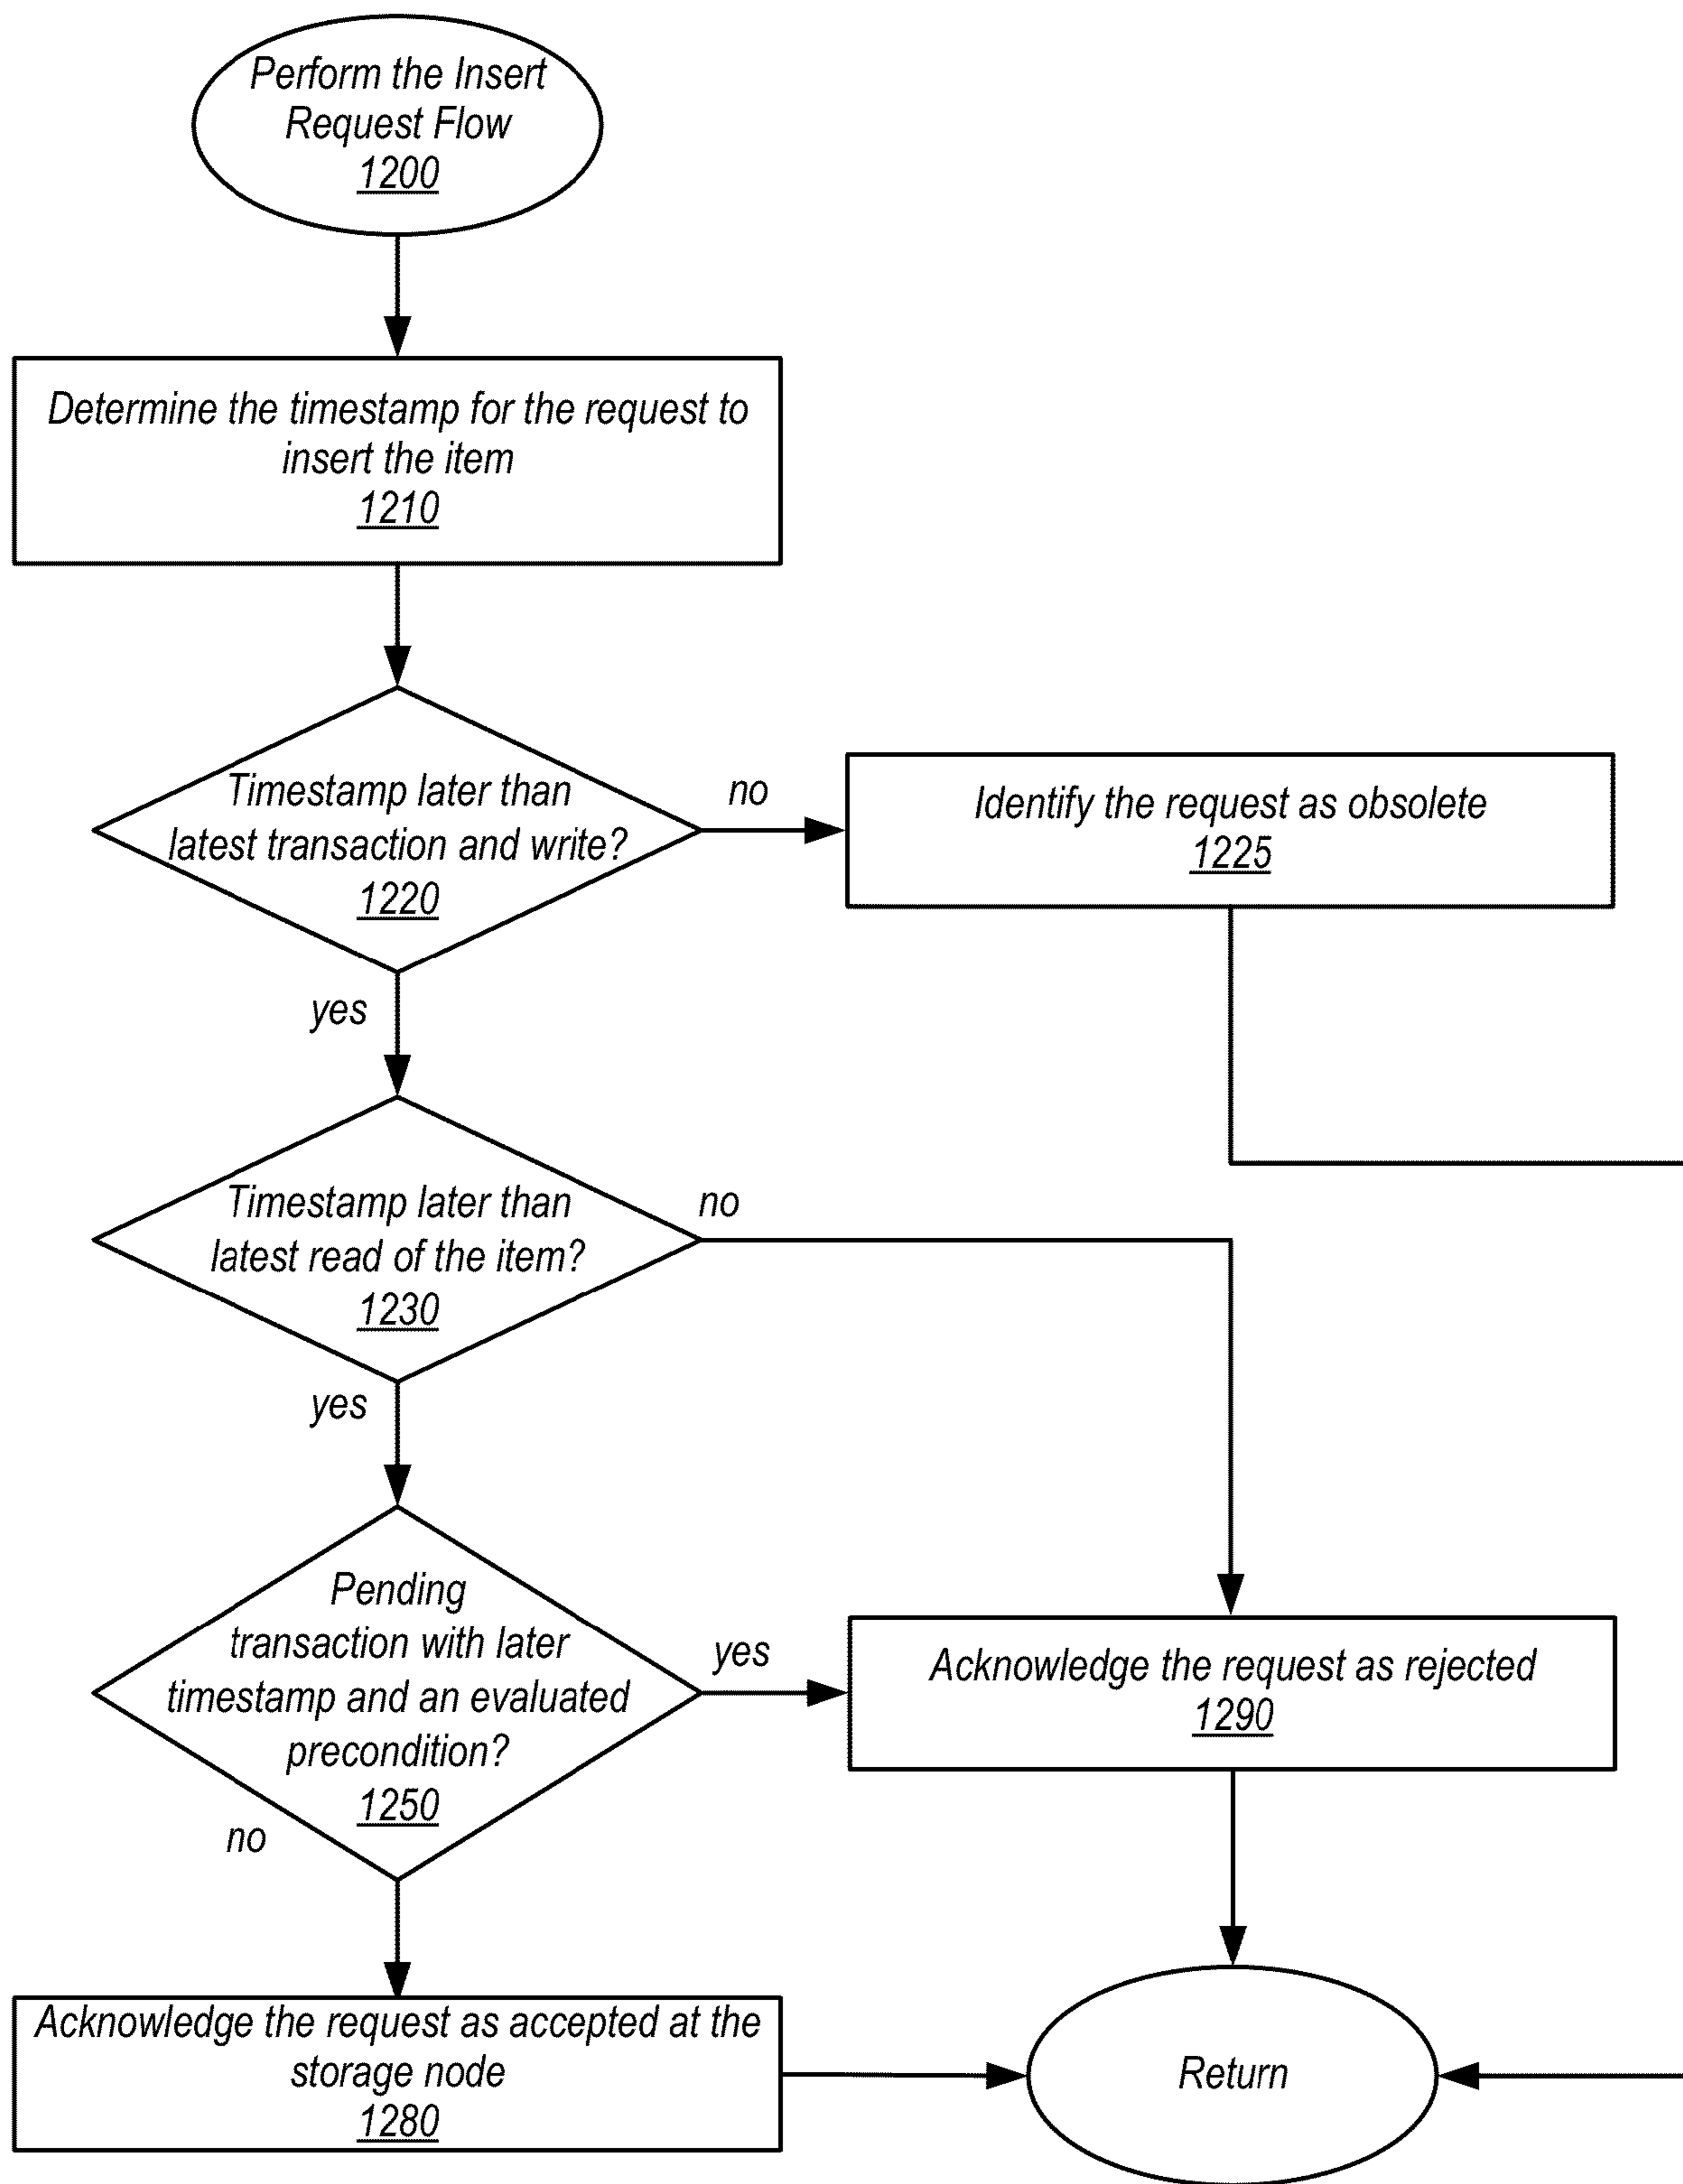 Perform the Insert
Request Flow
1200
Determine the timestamp for the request to
insert the item
1210
Timestamp later than
latest transaction and write?
1220
no
Identify the request as obsolete
1225
yes
Timestamp later than
latest read of the item?
1230
no
yes
Pending
transaction with later
timestamp and an evaluated
precondition?
1250
yes
Acknowledge the request as rejected
1290
no
Acknowledge the request as accepted at the
storage node
1280
Return